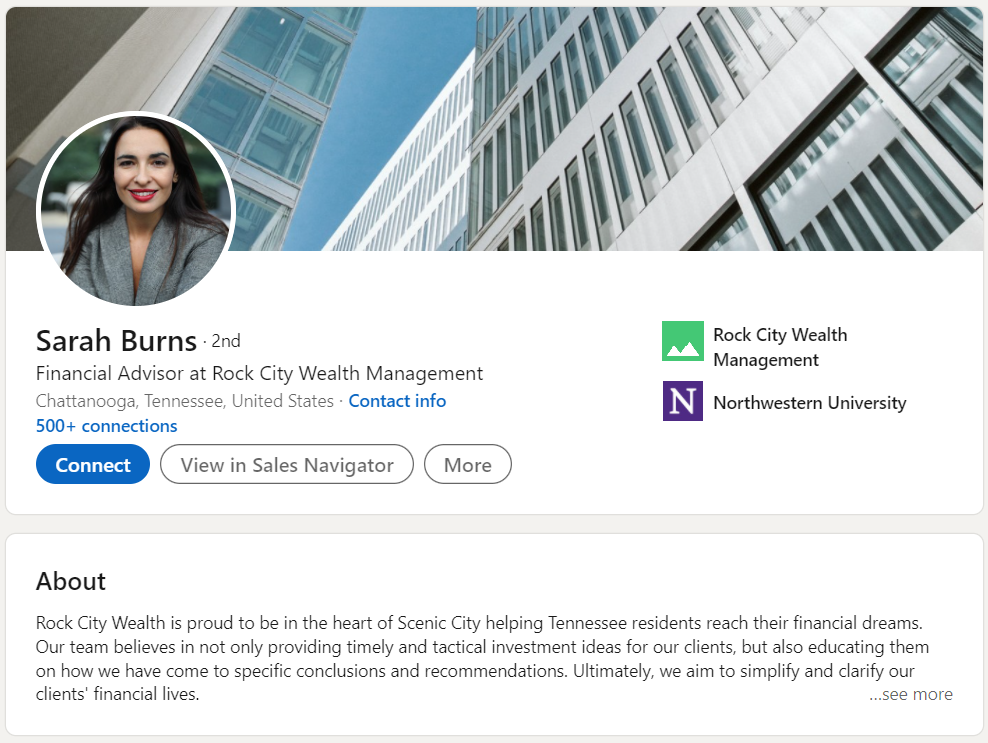 Sarah Burns · 2nd
Financial Advisor at Rock City Wealth Management
Chattanooga, Tennessee, United States · Contact info
500+ connections
Connect
View in Sales Navigator
More
Rock City Wealth
Management
N
Northwestern University
About
Rock City Wealth is proud to be in the heart of Scenic City helping Tennessee residents reach their financial dreams.
Our team believes in not only providing timely and tactical investment ideas for our clients, but also educating them
on how we have come to specific conclusions and recommendations. Ultimately, we aim to simplify and clarify our
clients' financial lives.
...see more